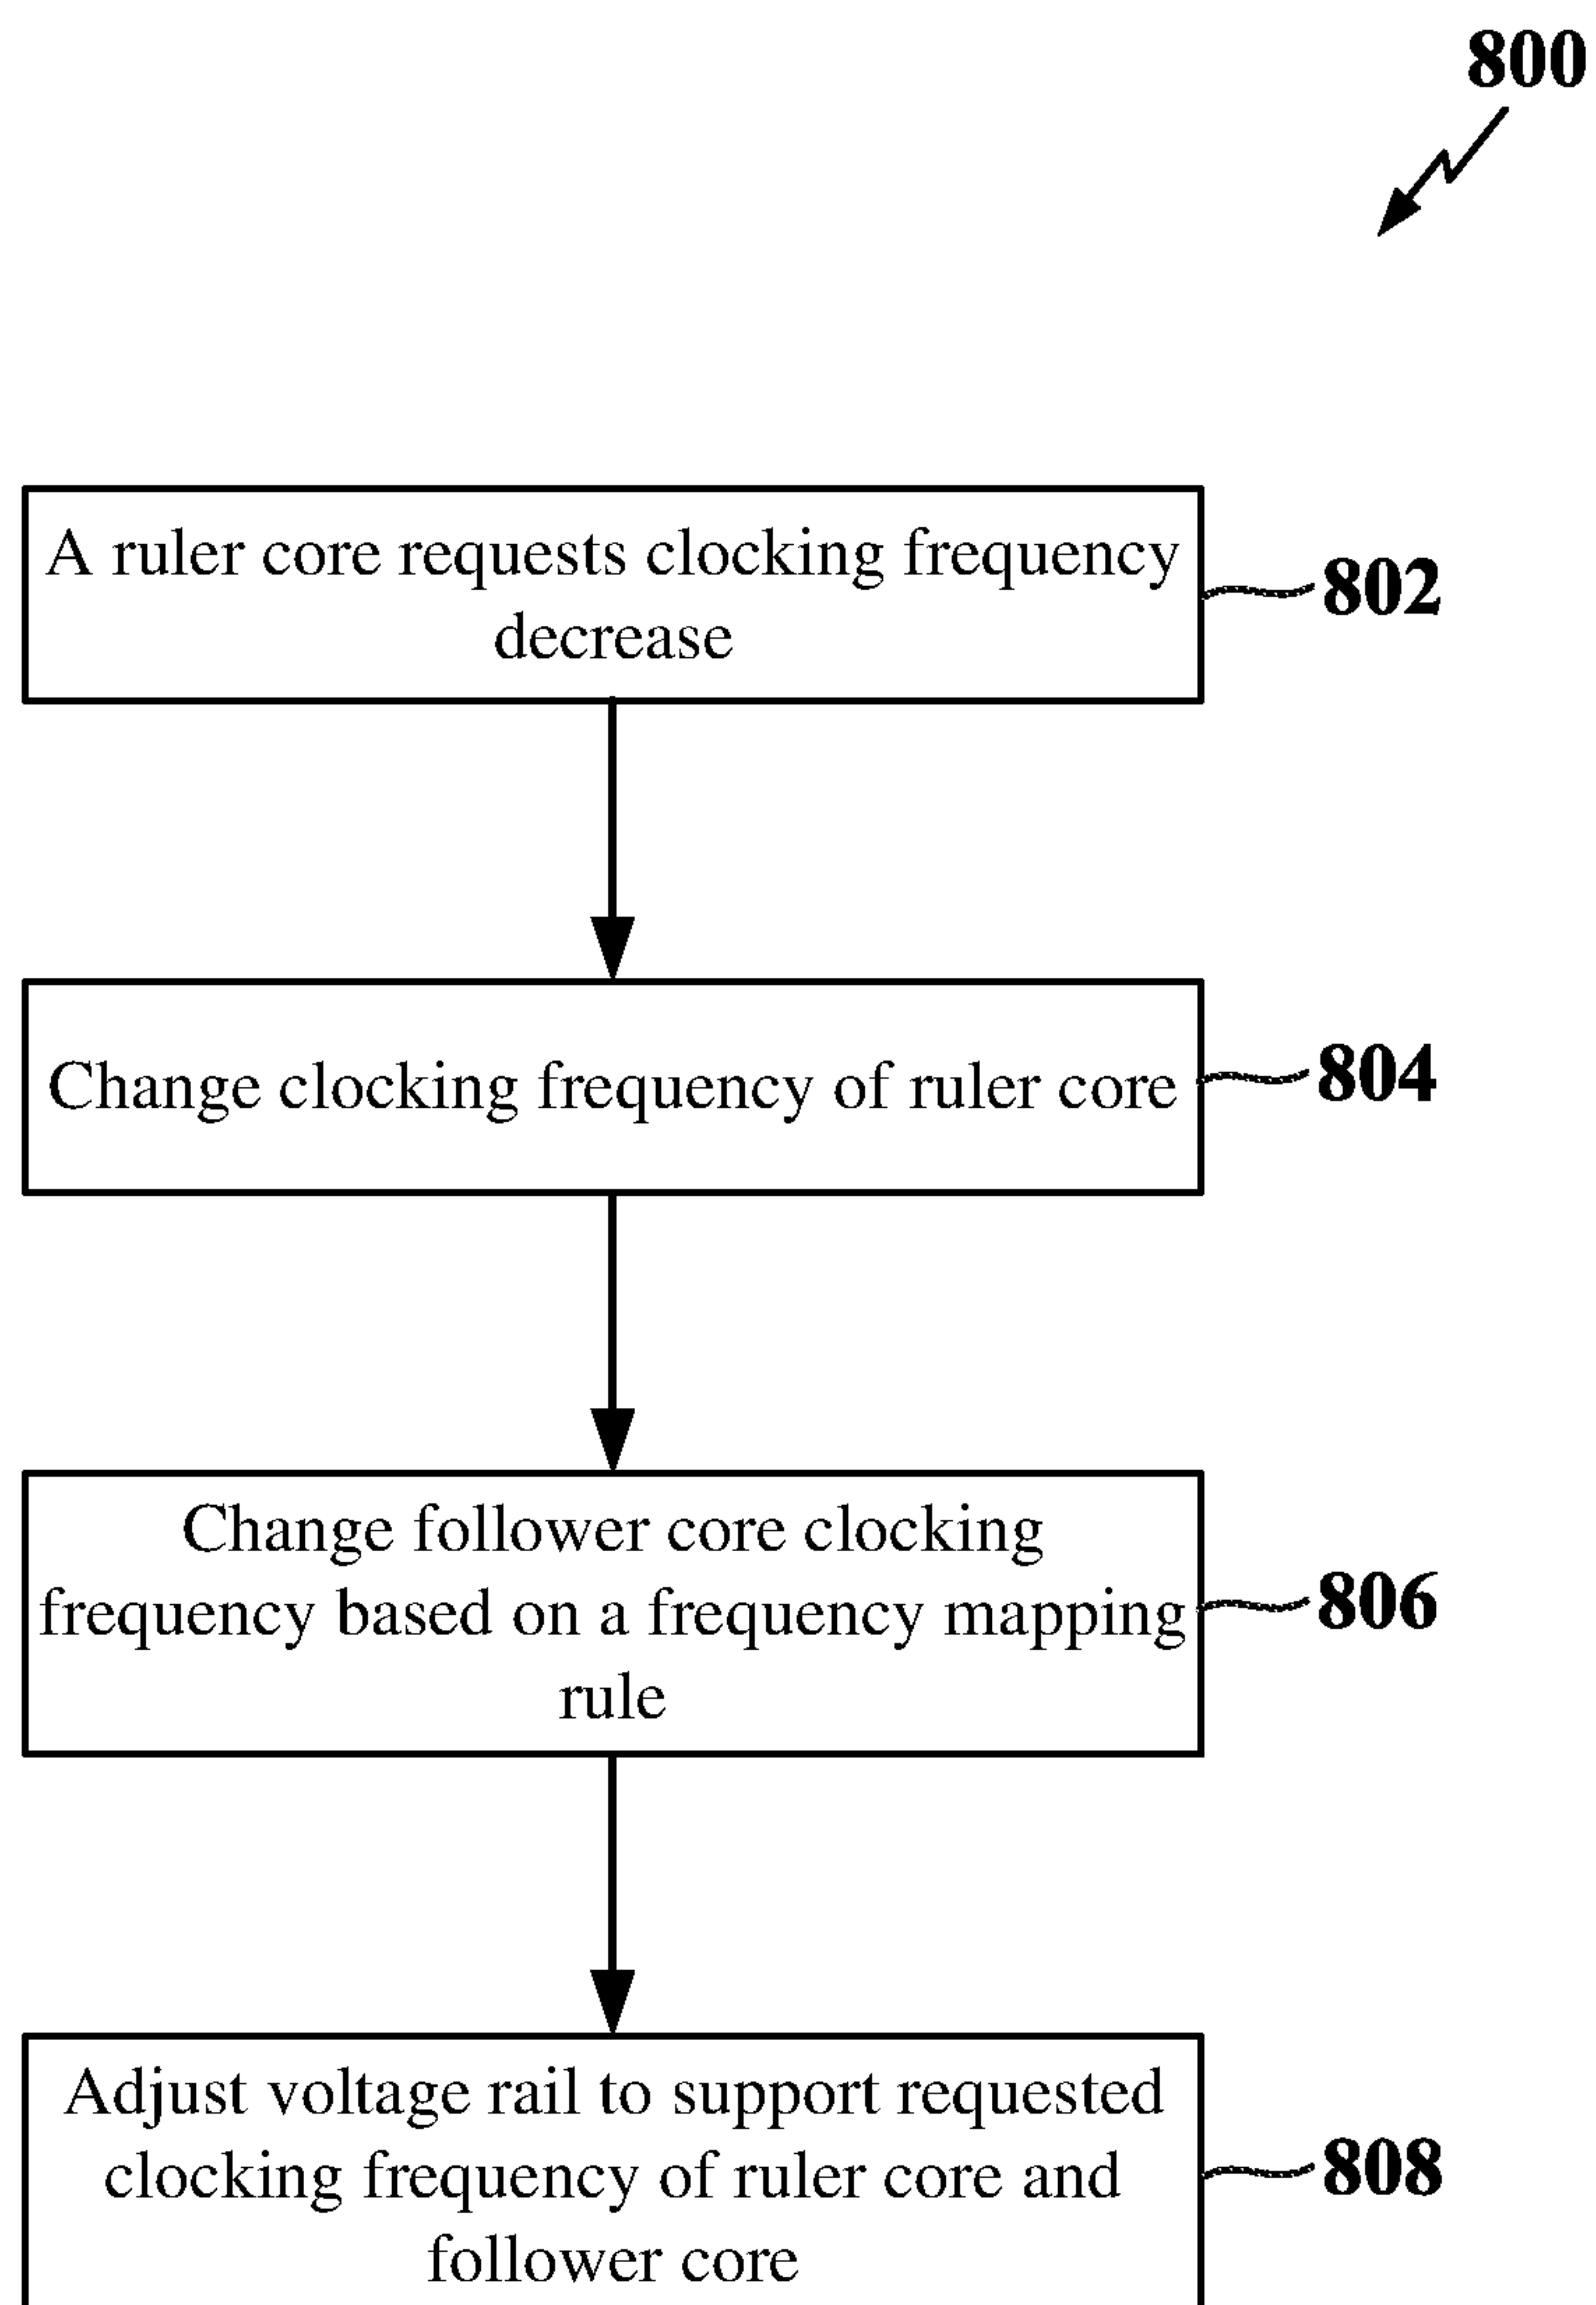 800
A ruler core requests clocking frequency
decrease
802
Change clocking frequency of ruler core
804
Change follower core clocking
frequency based on a frequency mapping
rule
806
Adjust voltage rail to support requested
clocking frequency of ruler core and
follower core
808